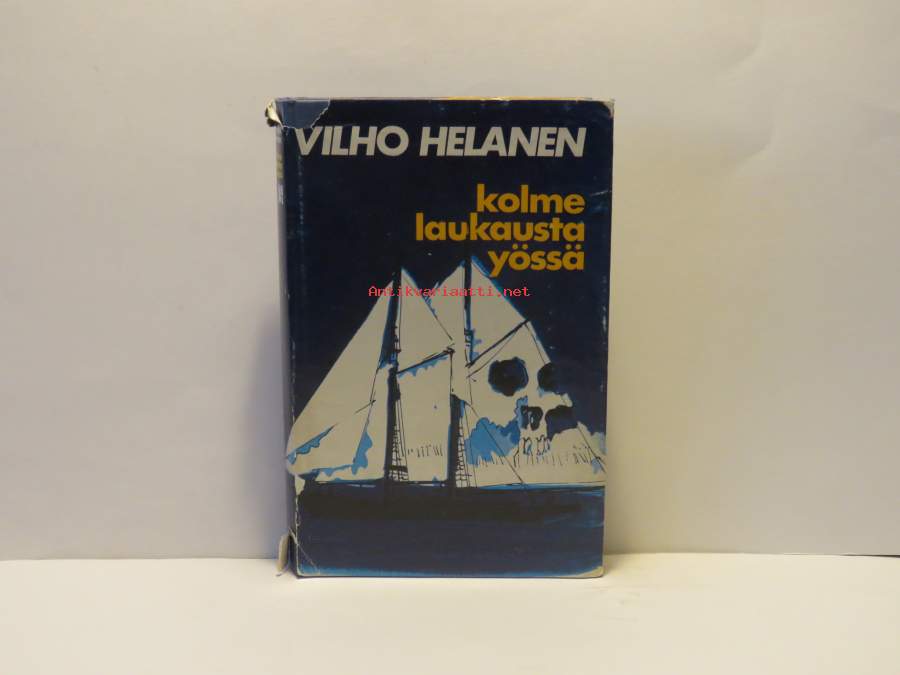 VILHO HELANEN
kolme
laukausta
yössä
Antikvariaatti.net